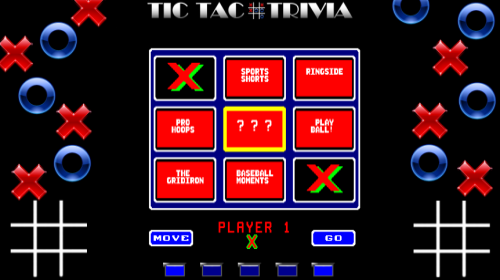 TIC TAC # TRIVIA
X
SPORTS
SHORTS
RINGSIDE
PRO
HOOPS
? ? ?
PLAY
BALL!
THE
GRIDIRON
BASEBALL
MOMENTS
X
PLAYER 1
MOVE
X
GO